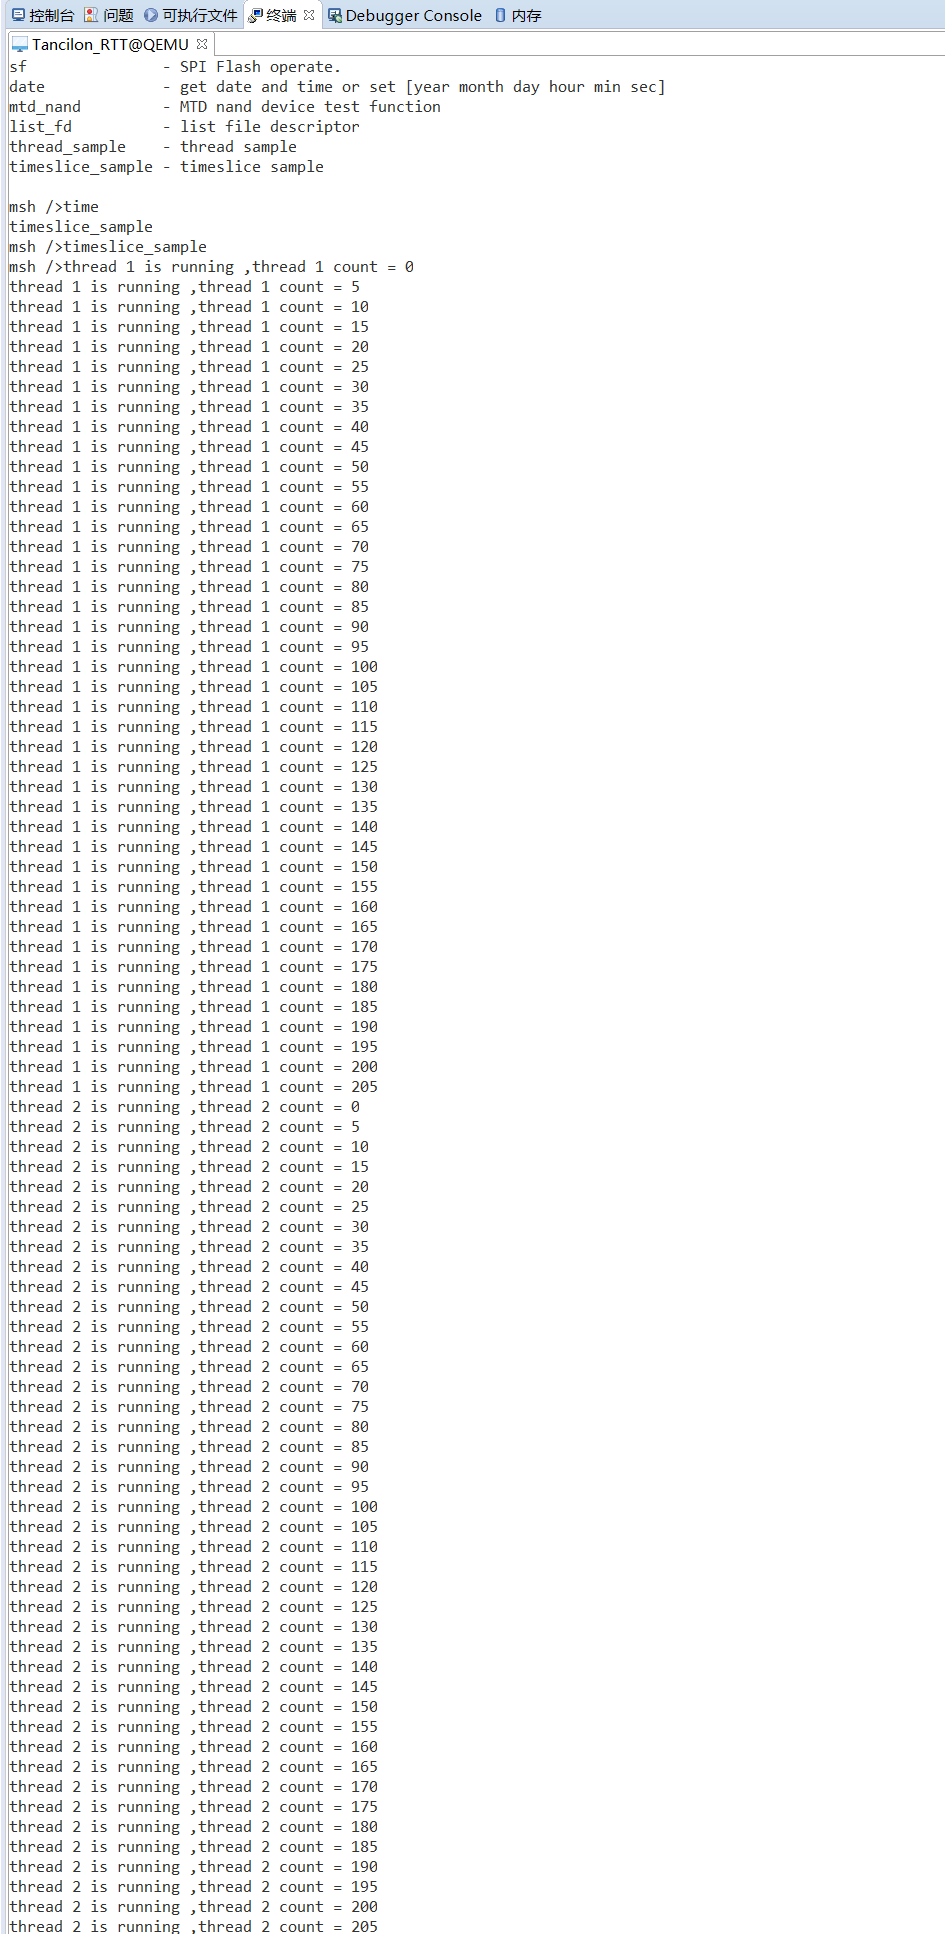 控制台 问题 可执行文件 终端 Debugger Console 内存
Tancilon_RTT@QEMU
sf               - SPI Flash operate.
date             - get date and time or set [year month day hour min sec]
mtd_nand         - MTD nand device test function
list_fd          - list file descriptor
thread_sample    - thread sample
timeslice_sample - timeslice sample
msh />time
timeslice_sample
msh />timeslice_sample
msh />thread 1 is running ,thread 1 count = 0
thread 1 is running ,thread 1 count = 5
thread 1 is running ,thread 1 count = 10
thread 1 is running ,thread 1 count = 15
thread 1 is running ,thread 1 count = 20
thread 1 is running ,thread 1 count = 25
thread 1 is running ,thread 1 count = 30
thread 1 is running ,thread 1 count = 35
thread 1 is running ,thread 1 count = 40
thread 1 is running ,thread 1 count = 45
thread 1 is running ,thread 1 count = 50
thread 1 is running ,thread 1 count = 55
thread 1 is running ,thread 1 count = 60
thread 1 is running ,thread 1 count = 65
thread 1 is running ,thread 1 count = 70
thread 1 is running ,thread 1 count = 75
thread 1 is running ,thread 1 count = 80
thread 1 is running ,thread 1 count = 85
thread 1 is running ,thread 1 count = 90
thread 1 is running ,thread 1 count = 95
thread 1 is running ,thread 1 count = 100
thread 1 is running ,thread 1 count = 105
thread 1 is running ,thread 1 count = 110
thread 1 is running ,thread 1 count = 115
thread 1 is running ,thread 1 count = 120
thread 1 is running ,thread 1 count = 125
thread 1 is running ,thread 1 count = 130
thread 1 is running ,thread 1 count = 135
thread 1 is running ,thread 1 count = 140
thread 1 is running ,thread 1 count = 145
thread 1 is running ,thread 1 count = 150
thread 1 is running ,thread 1 count = 155
thread 1 is running ,thread 1 count = 160
thread 1 is running ,thread 1 count = 165
thread 1 is running ,thread 1 count = 170
thread 1 is running ,thread 1 count = 175
thread 1 is running ,thread 1 count = 180
thread 1 is running ,thread 1 count = 185
thread 1 is running ,thread 1 count = 190
thread 1 is running ,thread 1 count = 195
thread 1 is running ,thread 1 count = 200
thread 1 is running ,thread 1 count = 205
thread 2 is running ,thread 2 count = 0
thread 2 is running ,thread 2 count = 5
thread 2 is running ,thread 2 count = 10
thread 2 is running ,thread 2 count = 15
thread 2 is running ,thread 2 count = 20
thread 2 is running ,thread 2 count = 25
thread 2 is running ,thread 2 count = 30
thread 2 is running ,thread 2 count = 35
thread 2 is running ,thread 2 count = 40
thread 2 is running ,thread 2 count = 45
thread 2 is running ,thread 2 count = 50
thread 2 is running ,thread 2 count = 55
thread 2 is running ,thread 2 count = 60
thread 2 is running ,thread 2 count = 65
thread 2 is running ,thread 2 count = 70
thread 2 is running ,thread 2 count = 75
thread 2 is running ,thread 2 count = 80
thread 2 is running ,thread 2 count = 85
thread 2 is running ,thread 2 count = 90
thread 2 is running ,thread 2 count = 95
thread 2 is running ,thread 2 count = 100
thread 2 is running ,thread 2 count = 105
thread 2 is running ,thread 2 count = 110
thread 2 is running ,thread 2 count = 115
thread 2 is running ,thread 2 count = 120
thread 2 is running ,thread 2 count = 125
thread 2 is running ,thread 2 count = 130
thread 2 is running ,thread 2 count = 135
thread 2 is running ,thread 2 count = 140
thread 2 is running ,thread 2 count = 145
thread 2 is running ,thread 2 count = 150
thread 2 is running ,thread 2 count = 155
thread 2 is running ,thread 2 count = 160
thread 2 is running ,thread 2 count = 165
thread 2 is running ,thread 2 count = 170
thread 2 is running ,thread 2 count = 175
thread 2 is running ,thread 2 count = 180
thread 2 is running ,thread 2 count = 185
thread 2 is running ,thread 2 count = 190
thread 2 is running ,thread 2 count = 195
thread 2 is running ,thread 2 count = 200
thread 2 is running ,thread 2 count = 205